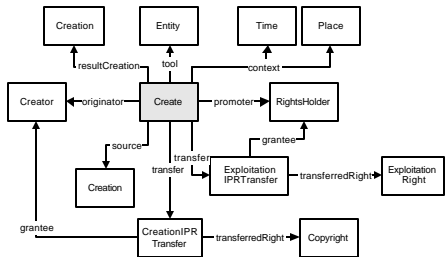 Creation
Entity
Time
Place
resultCreation
tool
context
Creator
originator
Create
promoter
RightsHolder
grantee
source
transfer
transfer
Creation
Exploitation
IPRTransfer
transferredRight
Exploitation
Right
grantee
CreationIPR
Transfer
transferredRight
Copyright